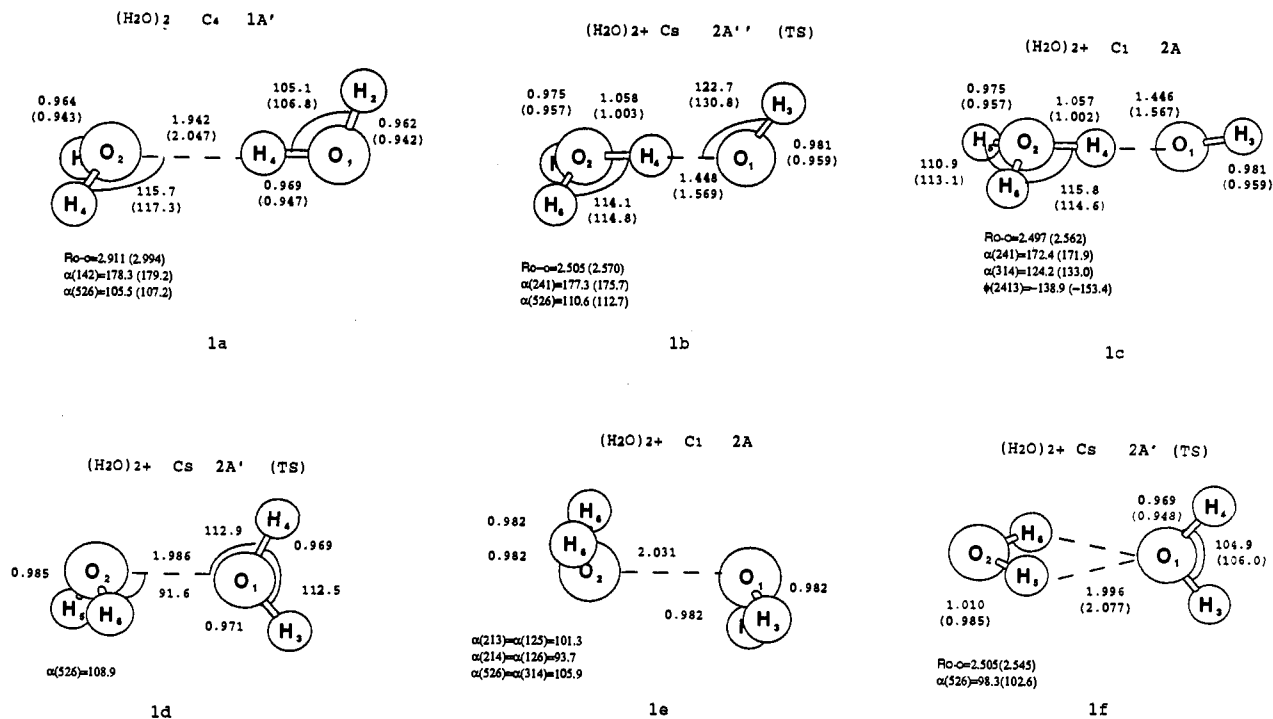 (H2O)2 C4 1A'
0.964
(0.943)
1.942
(2.047)
105.1
(106.8)
H2
0.962
(0.942)
H
O2
H4
O1
H4
0.969
(0.947)
115.7
(117.3)
Ro-o=2.911 (2.994)
α(142)=178.3 (179.2)
α(526)=105.5 (107.2)
1a
(H2O)2+ Cs 2A'' (TS)
0.975
(0.957)
1.058
(1.003)
122.7
(130.8)
H3
0.981
(0.959)
O2
H4
O1
H6
1.448
(1.569)
114.1
(114.8)
Ro-o=2.505 (2.570)
α(241)=177.3 (175.7)
α(526)=110.6 (112.7)
1b
(H2O)2+ C1 2A
0.975
(0.957)
1.057
(1.002)
1.446
(1.567)
H5
O2
H4
O1
H3
110.9
(113.1)
H6
115.8
(114.6)
0.981
(0.959)
Ro-o=2.497 (2.562)
α(241)=172.4 (171.9)
α(314)=124.2 (133.0)
ϕ(2413)=-138.9 (-153.4)
1c
(H2O)2+ Cs 2A' (TS)
112.9
H4
0.969
1.986
0.985
O2
O1
H5
H6
91.6
112.5
0.971
H3
α(526)=108.9
1d
(H2O)2+ C1 2A
0.982
H6
H6
0.982
2.031
O2
O1
0.982
0.982
H
H3
α(213)=α(125)=101.3
α(214)=α(126)=93.7
α(526)=α(314)=105.9
1e
(H2O)2+ Cs 2A' (TS)
0.969
(0.948)
H4
H6
O2
O1
H5
104.9
(106.0)
1.010
(0.985)
1.996
(2.077)
H3
Ro-o=2.505(2.545)
α(526)=98.3(102.6)
1f